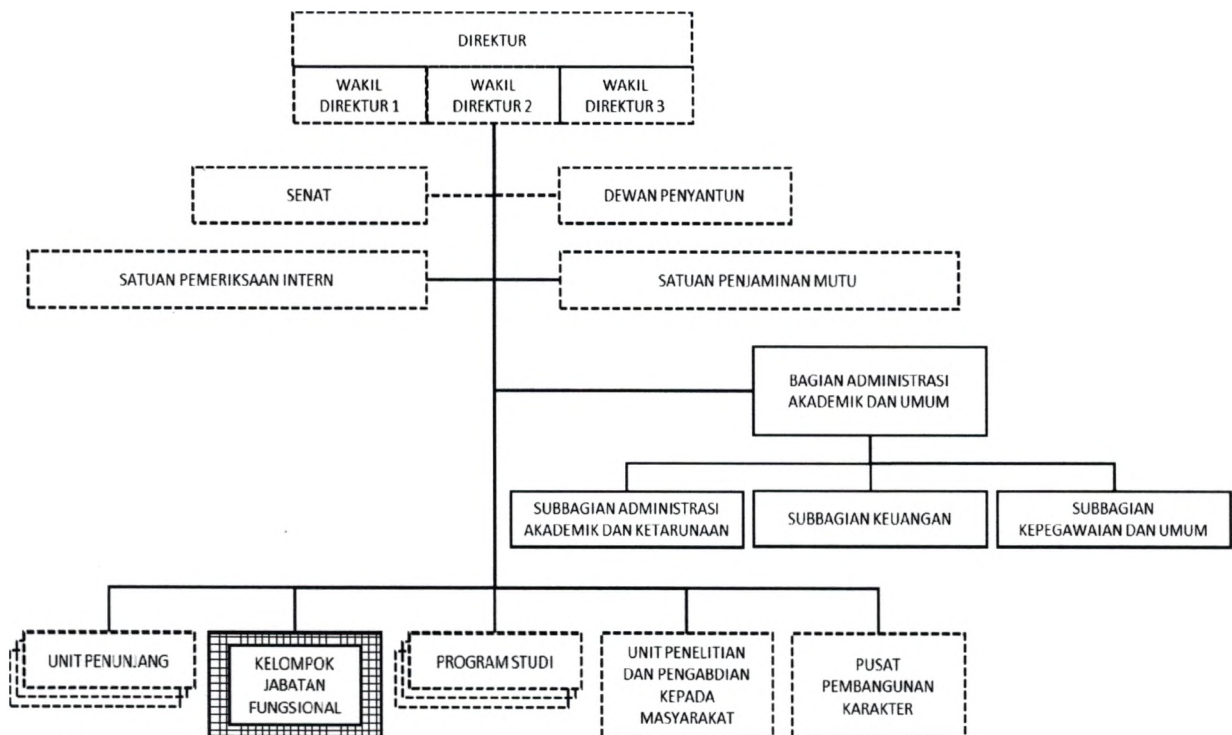 DIREKTUR
WAKIL
DIREKTUR 1
WAKIL
DIREKTUR 2
WAKIL
DIREKTUR 3
SENAT
DEWAN PENYANTUN
SATUAN PEMERIKSAAN INTERN
SATUAN PENJAMINAN MUTU
BAGIAN ADMINISTRASI
AKADEMIK DAN UMUM
SUBBAGIAN ADMINISTRASI
AKADEMIK DAN KETARUNAAN
SUBBAGIAN KEUANGAN
SUBBAGIAN
KEPEGAWAIAN DAN UMUM
UNIT PENUNJANG
KELOMPOK
JABATAN
FUNGSIONAL
PROGRAM STUDI
UNIT PENELITIAN
DAN PENGABDIAN
KEPADA
MASYARAKAT
PUSAT
PEMBANGUNAN
KARAKTER